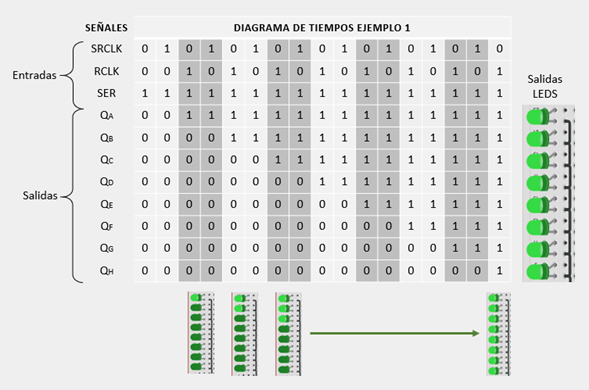 SEÑALES DIAGRAMA DE TIEMPOS EJEMPLO 1
Entradas
SRCLK 0 1 0 1 0 1 0 1 0 1 0 1 0 1 0 1 0
RCLK 0 0 1 0 1 0 1 0 1 0 1 0 1 0 1 0 1
SER 1 1 1 1 1 1 1 1 1 1 1 1 1 1 1 1 1
Salidas
QA 0 0 1 1 1 1 1 1 1 1 1 1 1 1 1 1 1
QB 0 0 0 0 1 1 1 1 1 1 1 1 1 1 1 1 1
QC 0 0 0 0 0 0 1 1 1 1 1 1 1 1 1 1 1
QD 0 0 0 0 0 0 0 0 1 1 1 1 1 1 1 1 1
QE 0 0 0 0 0 0 0 0 0 0 1 1 1 1 1 1 1
QF 0 0 0 0 0 0 0 0 0 0 0 0 1 1 1 1 1
QG 0 0 0 0 0 0 0 0 0 0 0 0 0 0 1 1 1
QH 0 0 0 0 0 0 0 0 0 0 0 0 0 0 0 0 1
Salidas
LEDS